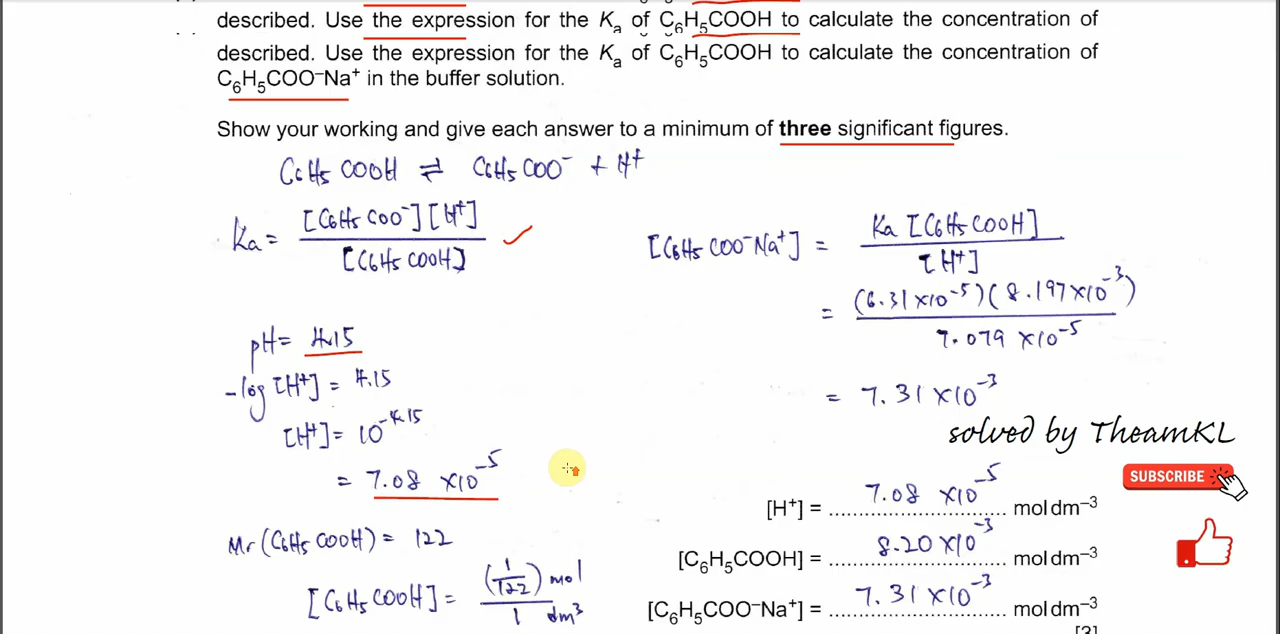 described. Use the expression for the Kₐ of C₆H₅COOH to calculate the concentration of
described. Use the expression for the Kₐ of C₆H₅COOH to calculate the concentration of
C₆H₅COO⁻Na⁺ in the buffer solution.
Show your working and give each answer to a minimum of three significant figures.
C₆H₅COOH ⇌ C₆H₅COO⁻ + H⁺
Ka = [C₆H₅COO⁻][H⁺] / [C₆H₅COOH] ✓
pH = 4.15
-log [H⁺] = 4.15
[H⁺] = 10⁻⁴·¹⁵
= 7.08 ×10⁻⁵
Mr (C₆H₅COOH) = 122
[C₆H₅COOH] = (1/122) mol / 1 dm³
[C₆H₅COO⁻Na⁺] = Ka [C₆H₅COOH] / [H⁺]
= (6.31 ×10⁻⁵)(8.197×10⁻³) / 7.079 ×10⁻⁵
= 7.31 ×10⁻³
solved by TheamKL
SUBSCRIBE
[H⁺] = 7.08 ×10⁻⁵ mol dm⁻³
[C₆H₅COOH] = 8.20×10⁻³ mol dm⁻³
[C₆H₅COO⁻Na⁺] = 7.31 ×10⁻³ mol dm⁻³